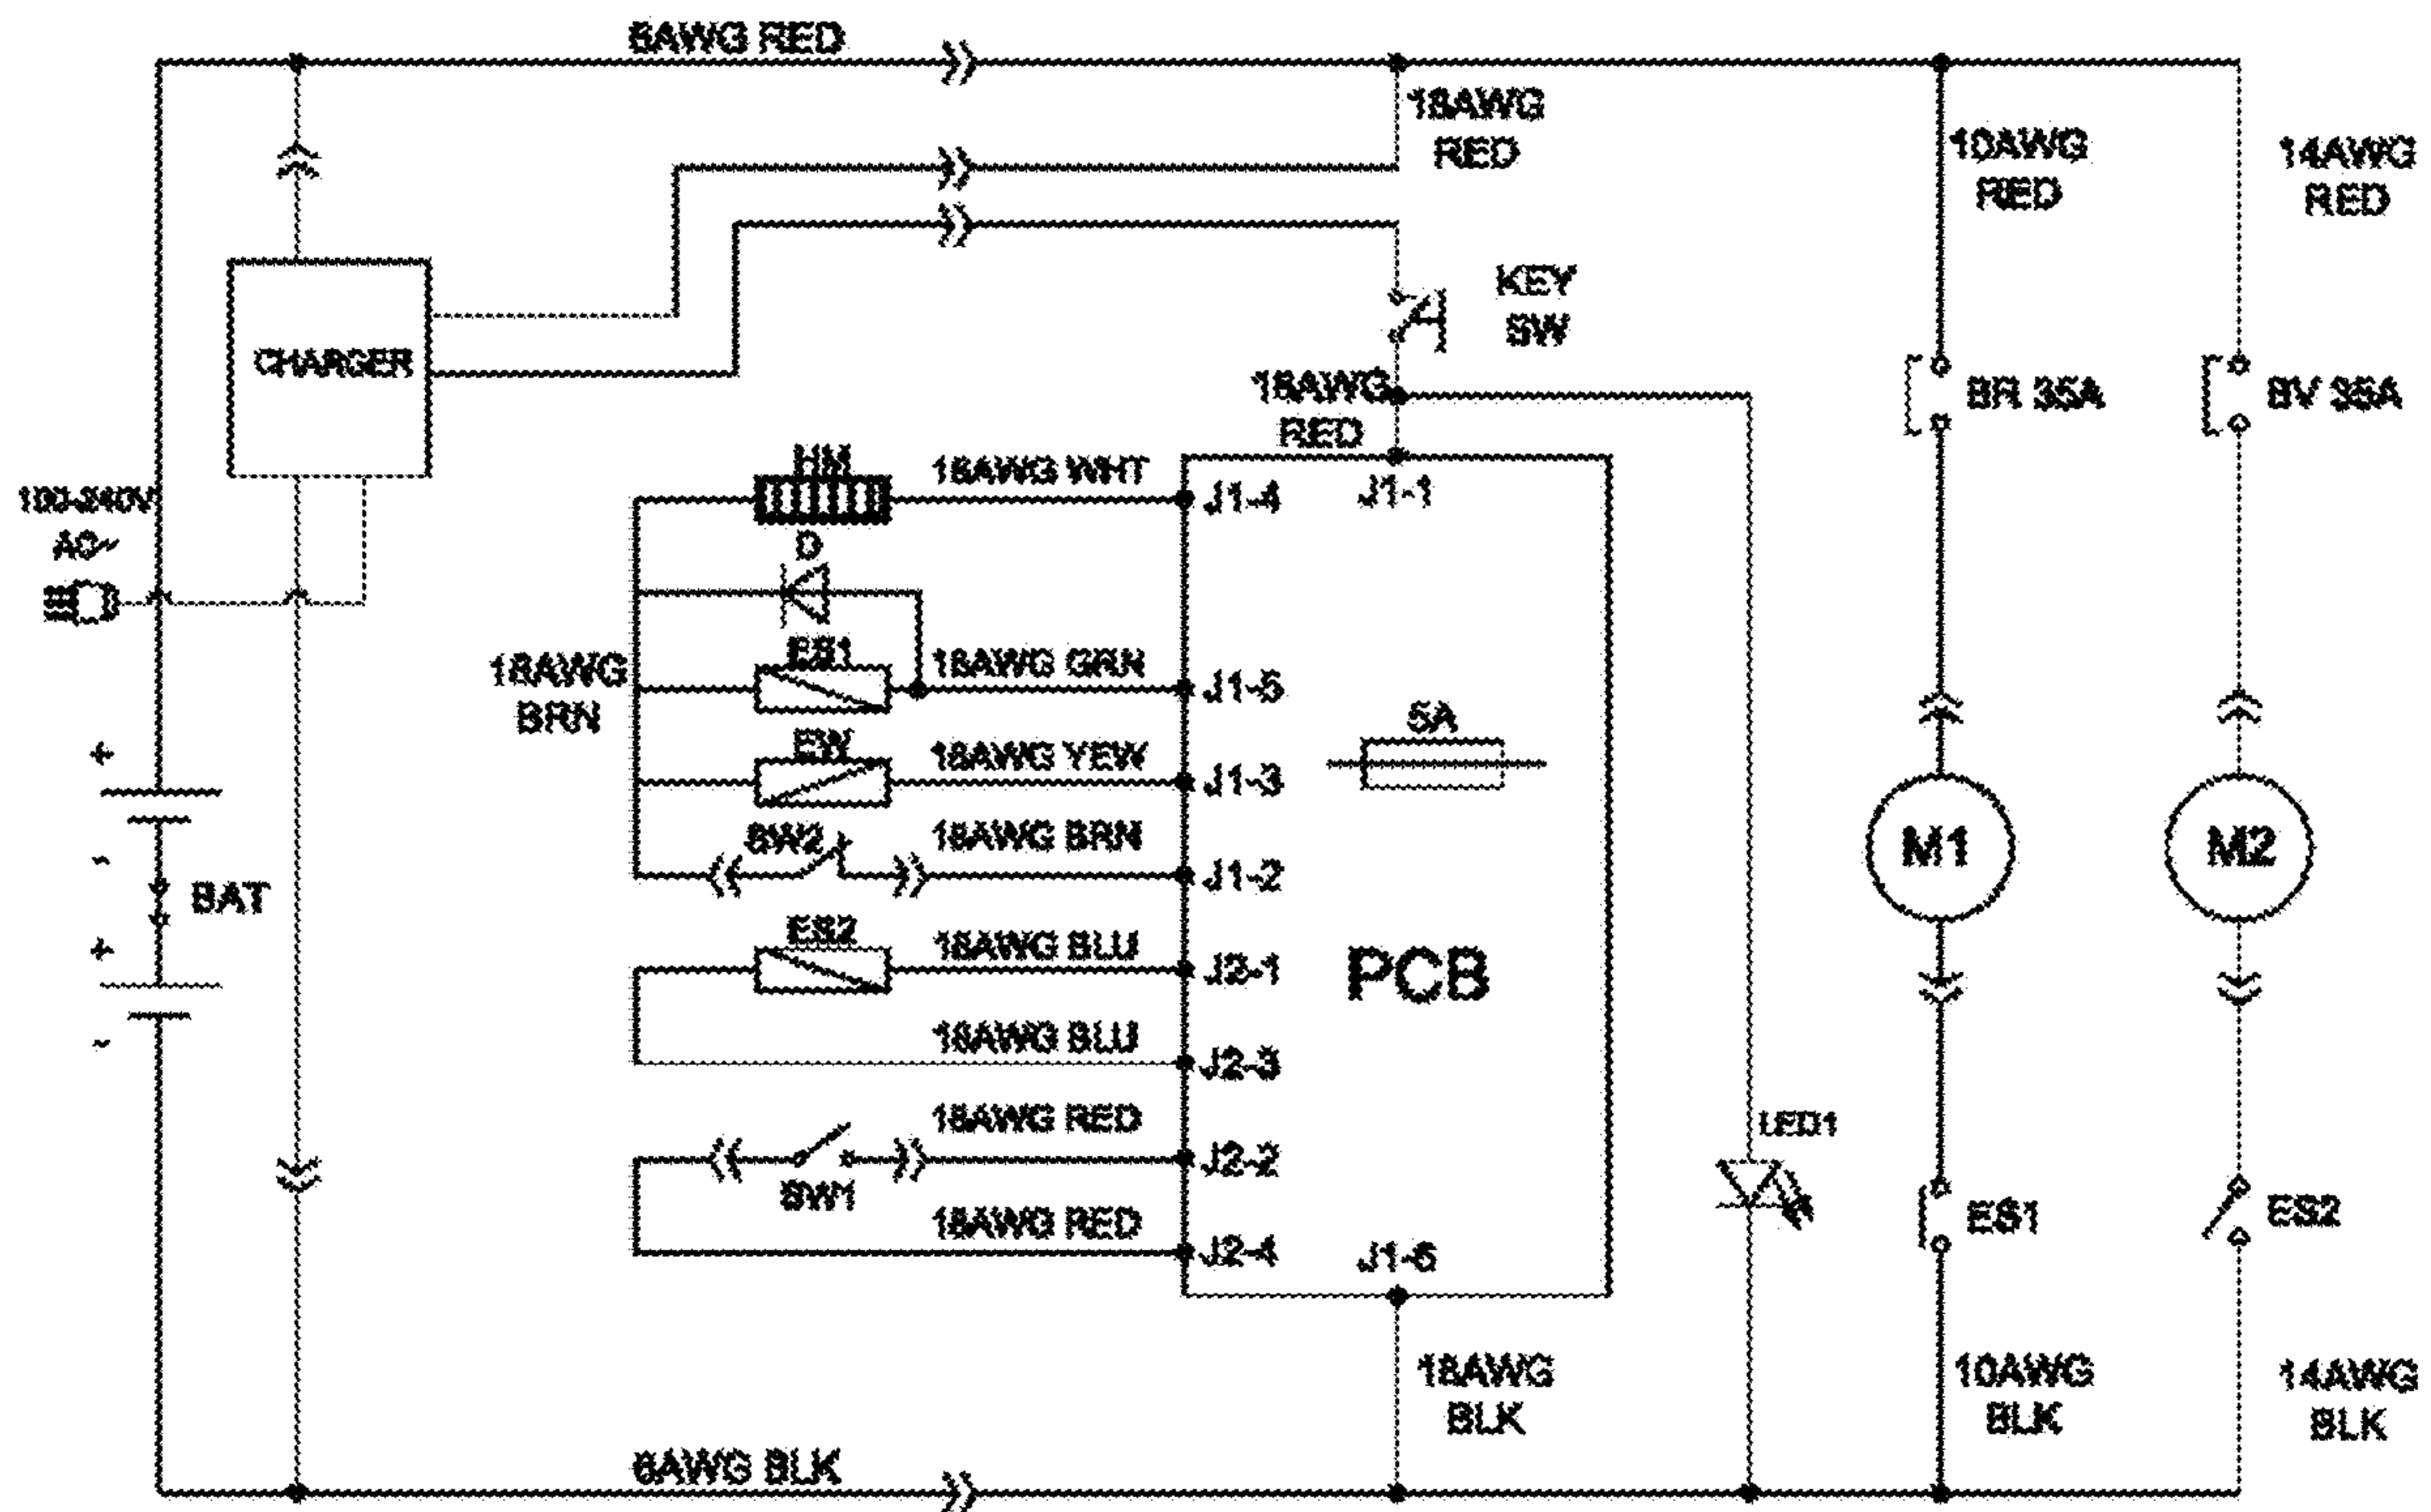 6AWG RED
18AWG
RED
10AWG
RED
14AWG
RED
KEY
SW
CHARGER
18AWG
RED
BR 35A
BV 35A
HM
18AWG WHT
J1-4
J1-1
100-240V
AC~
D
ES1
18AWG GRN
J1-5
18AWG
BRN
5A
EW
18AWG YEW
J1-3
+
-
SW2
18AWG BRN
J1-2
M1
M2
BAT
+
-
ES2
18AWG BLU
J2-1
PCB
18AWG BLU
J2-3
18AWG RED
J2-2
LED1
SW1
18AWG RED
J2-4
J1-6
ES1
ES2
18AWG
BLK
10AWG
BLK
14AWG
BLK
6AWG BLK